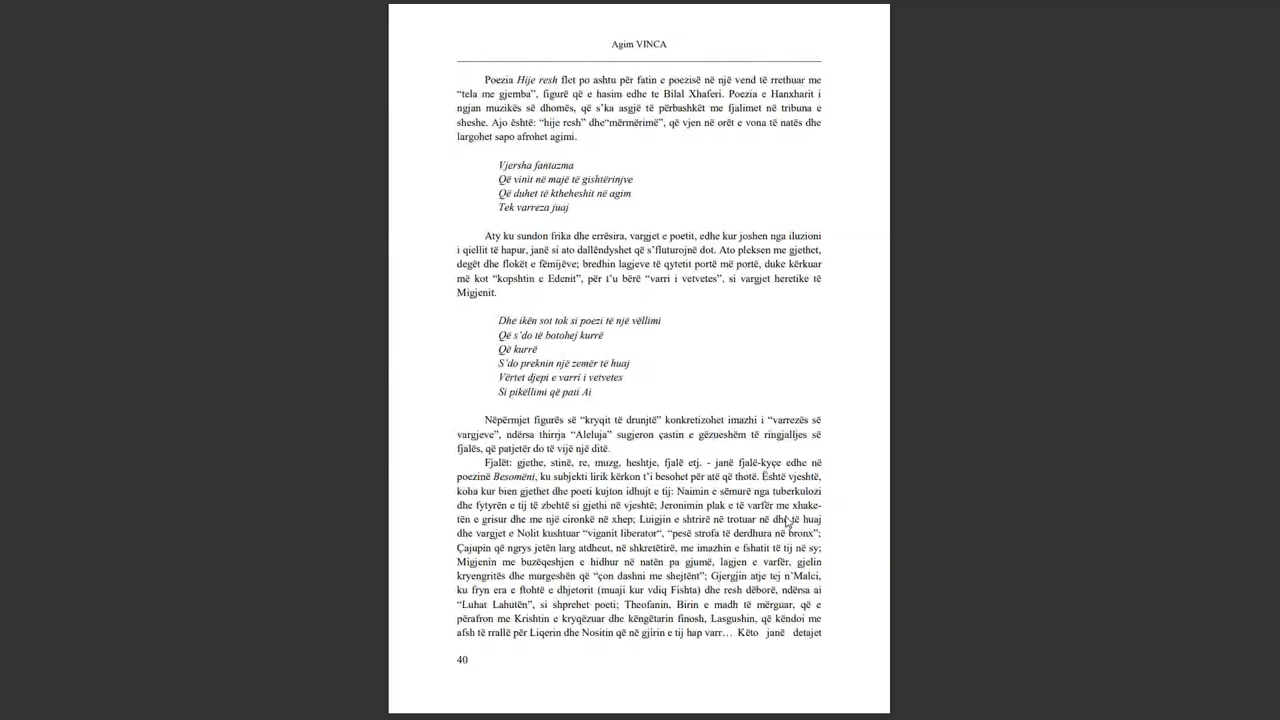 Agim VINCA
Poezia Hije resh flet po ashtu për fatin e poezisë në një vend të rrethuar me
“tela me gjemba”, figurë që e hasim edhe te Bilal Xhaferi. Poezia e Hanxharit i
ngjan muzikës së dhomës, që s’ka asgjë të përbashkët me fjalimet në tribuna e
sheshe. Ajo është: “hije resh” dhe“mërmërimë”, që vjen në orët e vona të natës dhe
largohet sapo afrohet agimi.
Vjersha fantazma
Që vinit në majë të gishtërinjve
Që duhet të ktheheshit në agim
Tek varreza juaj
Aty ku sundon frika dhe errësira, vargjet e poetit, edhe kur joshen nga iluzioni
i qiellit të hapur, janë si ato dallëndyshet që s’fluturojnë dot. Ato pleksen me gjethet,
degët dhe flokët e fëmijëve; bredhin lagjeve të qytetit portë më portë, duke kërkuar
më kot “kopshtin e Edenit”, për t’u bërë “varri i vetvetes”, si vargjet heretike të
Migjenit.
Dhe ikën sot tok si poezi të një vëllimi
Që s’do të botohej kurrë
Që kurrë
S’do preknin një zemër të huaj
Vërtet djepi e varri i vetvetes
Si pikëllimi që pati Ai
Nëpërmjet figurës së “kryqit të drunjtë” konkretizohet imazhi i “varrezës së
vargjeve”, ndërsa thirrja “Aleluja” sugjeron çastin e gëzueshëm të ringjalljes së
fjalës, që patjetër do të vijë një ditë.
Fjalët: gjethe, stinë, re, muzg, heshtje, fjalë etj. - janë fjalë-kyçe edhe në
poezinë Besomëni, ku subjekti lirik kërkon t’i besohet për atë që thotë. Është vjeshtë,
koha kur bien gjethet dhe poeti kujton idhujt e tij: Naimin e sëmurë nga tuberkulozi
dhe fytyrën e tij të zbehtë si gjethi në vjeshtë; Jeronimin plak e të varfër me xhake-
tën e grisur dhe me një cironkë në xhep; Luigjin e shtrirë në trotuar në dhe të huaj
dhe vargjet e Nolit kushtuar “viganit liberator“, “pesë strofa të derdhura në bronx”;
Çajupin që ngrys jetën larg atdheut, në shkretëtirë, me imazhin e fshatit të tij në sy;
Migjenin me buzëqeshjen e hidhur në natën pa gjumë, lagjen e varfër, gjelin
kryengritës dhe murgeshën që “çon dashni me shejtënt”; Gjergjin atje tej n’Malci,
ku fryn era e ftohtë e dhjetorit (muaji kur vdiq Fishta) dhe resh dëborë, ndërsa ai
“Luhat Lahutën”, si shprehet poeti; Theofanin, Birin e madh të mërguar, që e
përafron me Krishtin e kryqëzuar dhe këngëtarin finosh, Lasgushin, që këndoi me
afsh të rrallë për Liqerin dhe Nositin që në gjirin e tij hap varr… Këto janë detajet
40